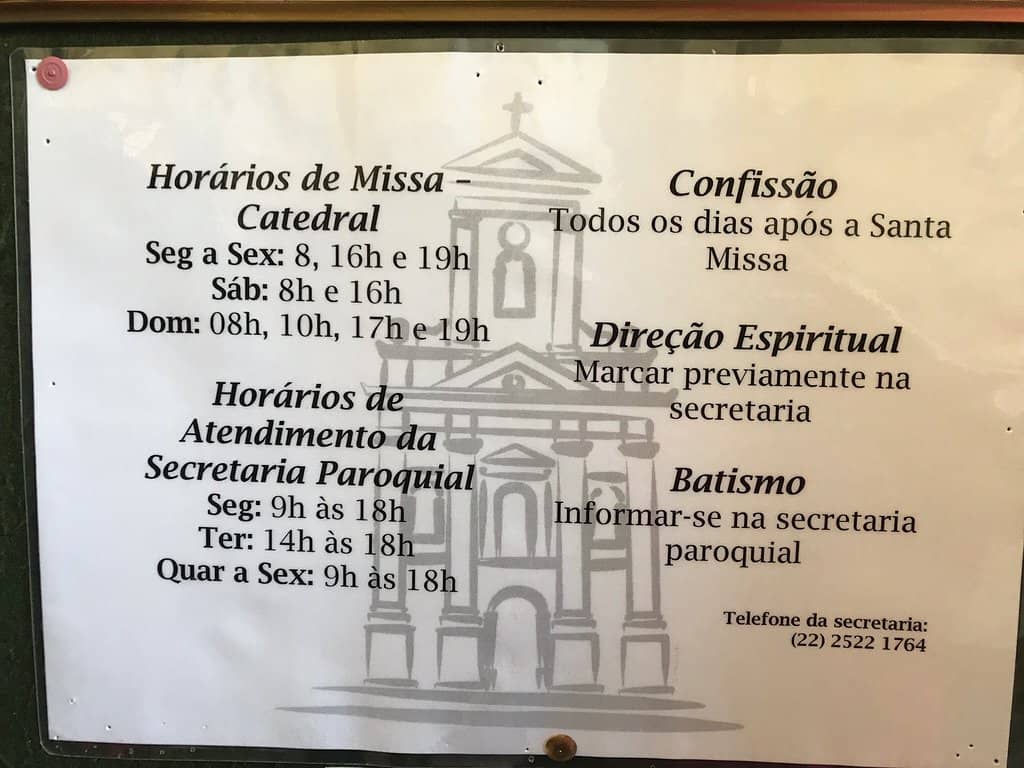 Horários de Missa –
Catedral
Seg a Sex: 8, 16h e 19h
Sáb: 8h e 16h
Dom: 08h, 10h, 17h e 19h
Horários de
Atendimento da
Secretaria Paroquial
Seg: 9h às 18h
Ter: 14h às 18h
Quar a Sex: 9h às 18h
Confissão
Todos os dias após a Santa
Missa
Direção Espiritual
Marcar previamente na
secretaria
Batismo
Informar-se na secretaria
paroquial
Telefone da secretaria:
(22) 2522 1764